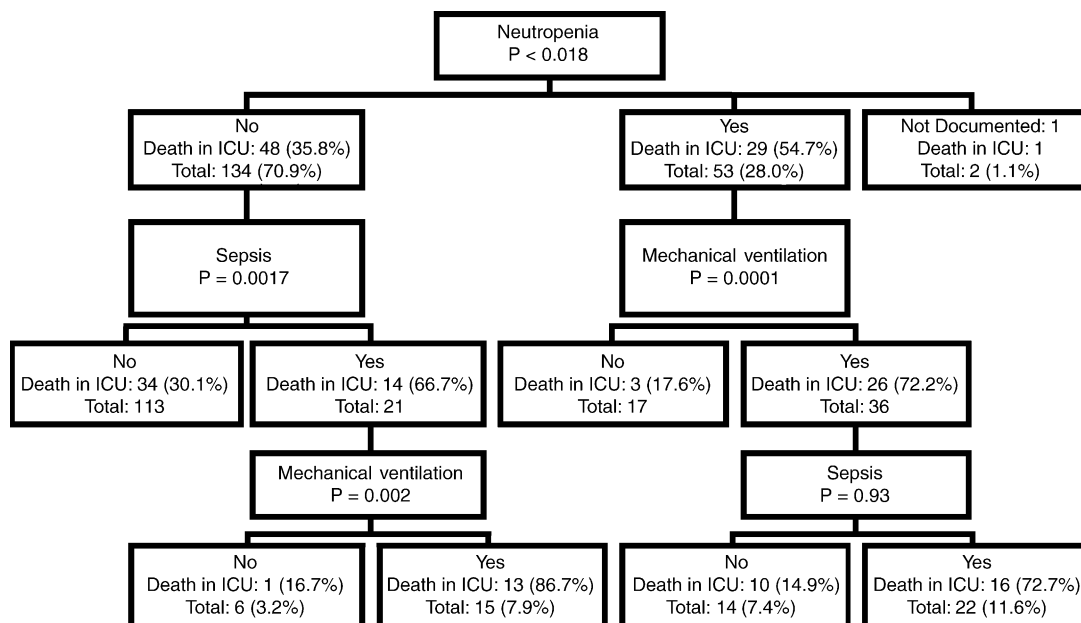 Neutropenia
P < 0.018
No
Death in ICU: 48 (35.8%)
Total: 134 (70.9%)
Yes
Death in ICU: 29 (54.7%)
Total: 53 (28.0%)
Not Documented: 1
Death in ICU: 1
Total: 2 (1.1%)
Sepsis
P = 0.0017
Mechanical ventilation
P = 0.0001
No
Death in ICU: 34 (30.1%)
Total: 113
Yes
Death in ICU: 14 (66.7%)
Total: 21
No
Death in ICU: 3 (17.6%)
Total: 17
Yes
Death in ICU: 26 (72.2%)
Total: 36
Mechanical ventilation
P = 0.002
Sepsis
P = 0.93
No
Death in ICU: 1 (16.7%)
Total: 6 (3.2%)
Yes
Death in ICU: 13 (86.7%)
Total: 15 (7.9%)
No
Death in ICU: 10 (14.9%)
Total: 14 (7.4%)
Yes
Death in ICU: 16 (72.7%)
Total: 22 (11.6%)